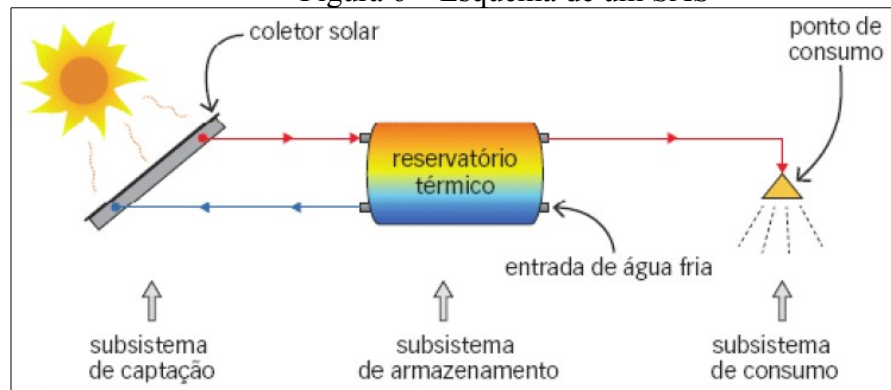 coletor solar
ponto de
consumo
reservatório
térmico
entrada de água fria
subsistema
de captação
subsistema
de armazenamento
subsistema
de consumo